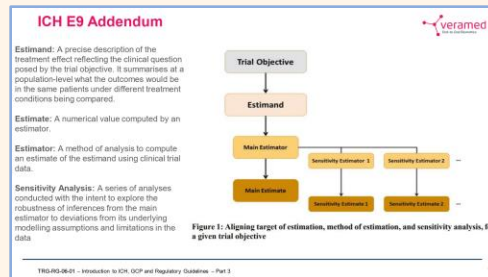 ICH E9 Addendum
veramed
Estimand: A precise description of the
treatment effect reflecting the clinical question
posed by the trial objective. It summarises at a
population-level what the outcomes would be
in the same patients under different treatment
conditions being compared.
Estimate: A numerical value computed by an
estimator.
Estimator: A method of analysis to compute
an estimate of the estimand using clinical trial
data.
Sensitivity Analysis: A series of analyses
conducted with the intent to explore the
robustness of inferences from the main
estimator to deviations from its underlying
modelling assumptions and limitations in the
data
Trial Objective
Estimand
Main Estimator
Sensitivity Estimator 1
Sensitivity Estimator 2
Main Estimate
Sensitivity Estimate 1
Sensitivity Estimate 2
Figure 1: Aligning target of estimation, method of estimation, and sensitivity analysis, f
a given trial objective
TRG-RG-06-01 – Introduction to ICH, GCP and Regulatory Guidelines – Part 3